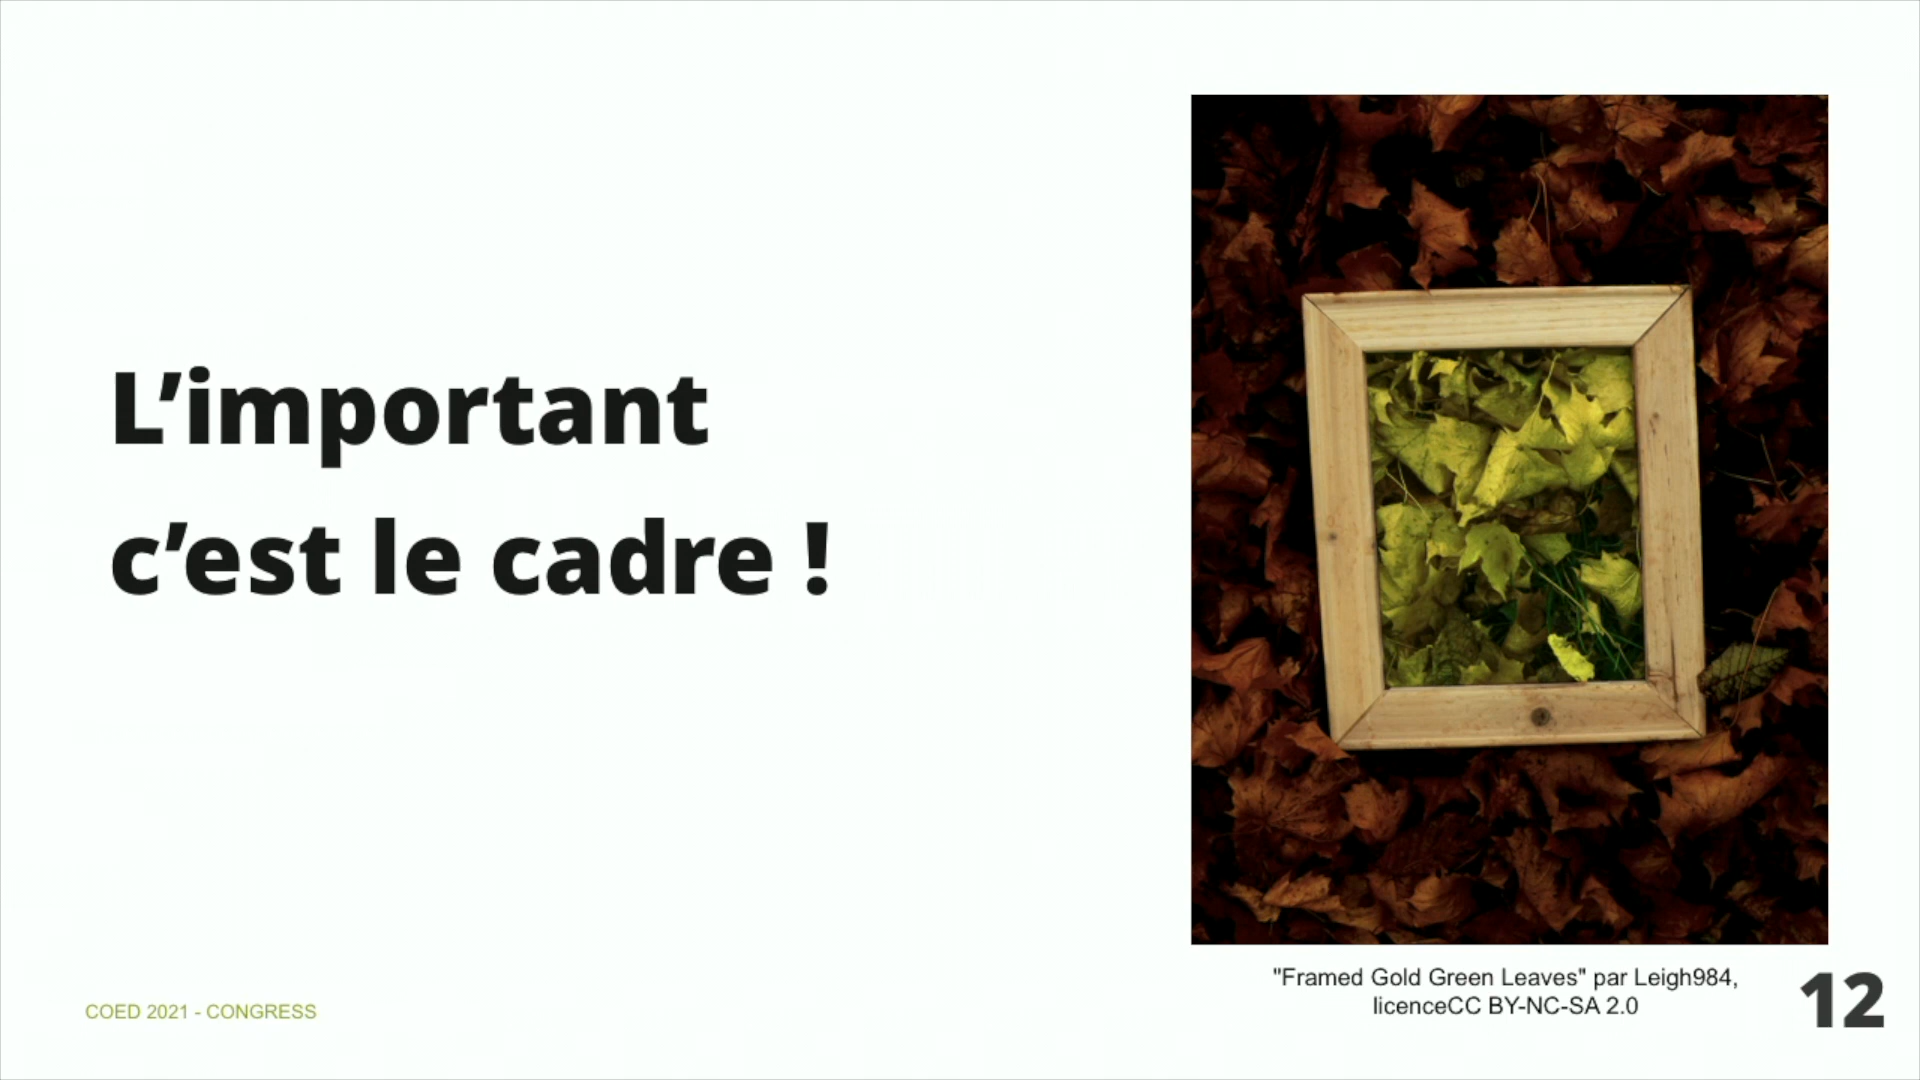 L’important
c’est le cadre !
"Framed Gold Green Leaves" par Leigh984,
licenceCC BY-NC-SA 2.0
COED 2021 - CONGRESS
12